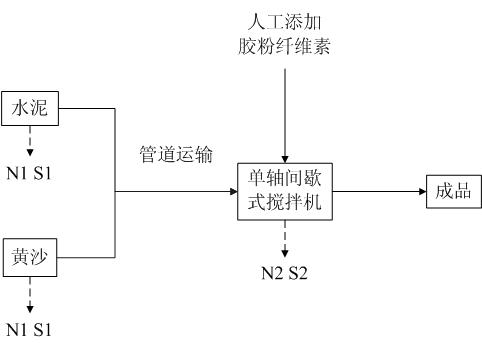 人工添加
胶粉纤维素
水泥
N1 S1
管道运输
单轴间歇
式搅拌机
成品
黄沙
N2 S2
N1 S1